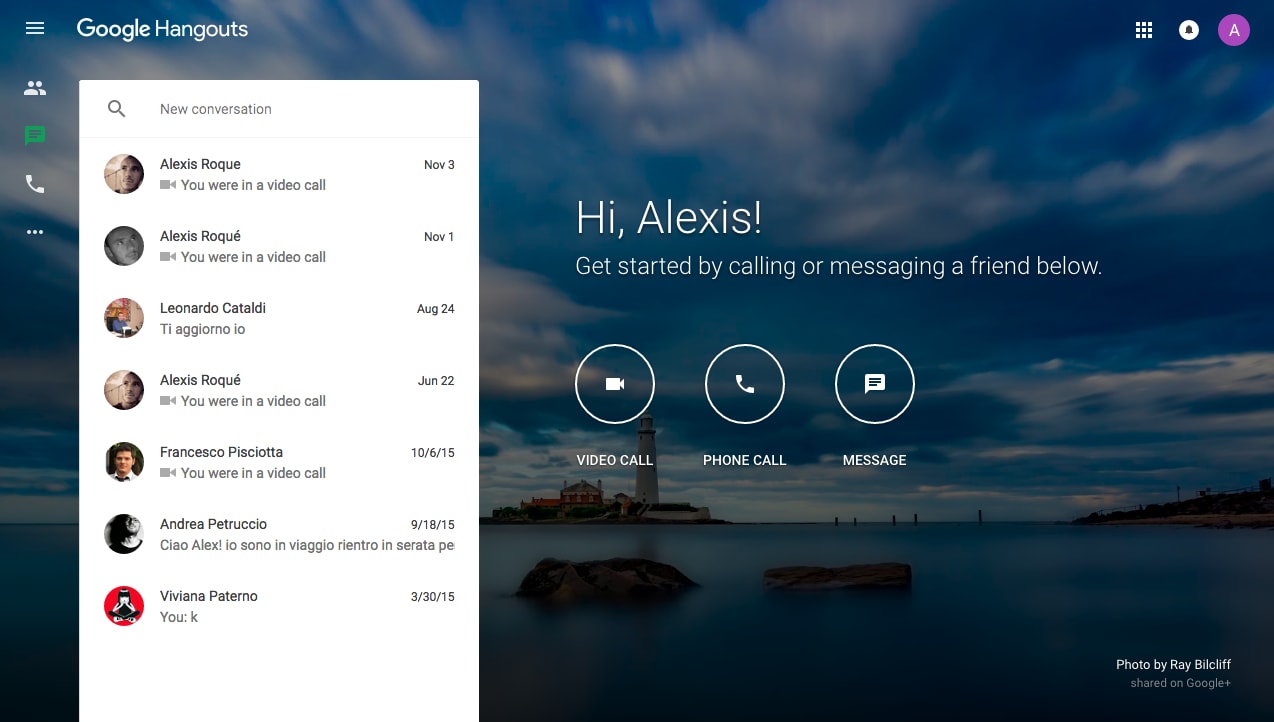 Google Hangouts
A
New conversation
Alexis Roque Nov 3
You were in a video call
Alexis Roqué Nov 1
You were in a video call
Leonardo Cataldi Aug 24
Ti aggiorno io
Alexis Roqué Jun 22
You were in a video call
Francesco Pisciotta 10/6/15
You were in a video call
Andrea Petruccio 9/18/15
Ciao Alex! io sono in viaggio rientro in serata pe
Viviana Paterno 3/30/15
You: k
Hi, Alexis!
Get started by calling or messaging a friend below.
VIDEO CALL PHONE CALL MESSAGE
Photo by Ray Bilcliff
shared on Google+